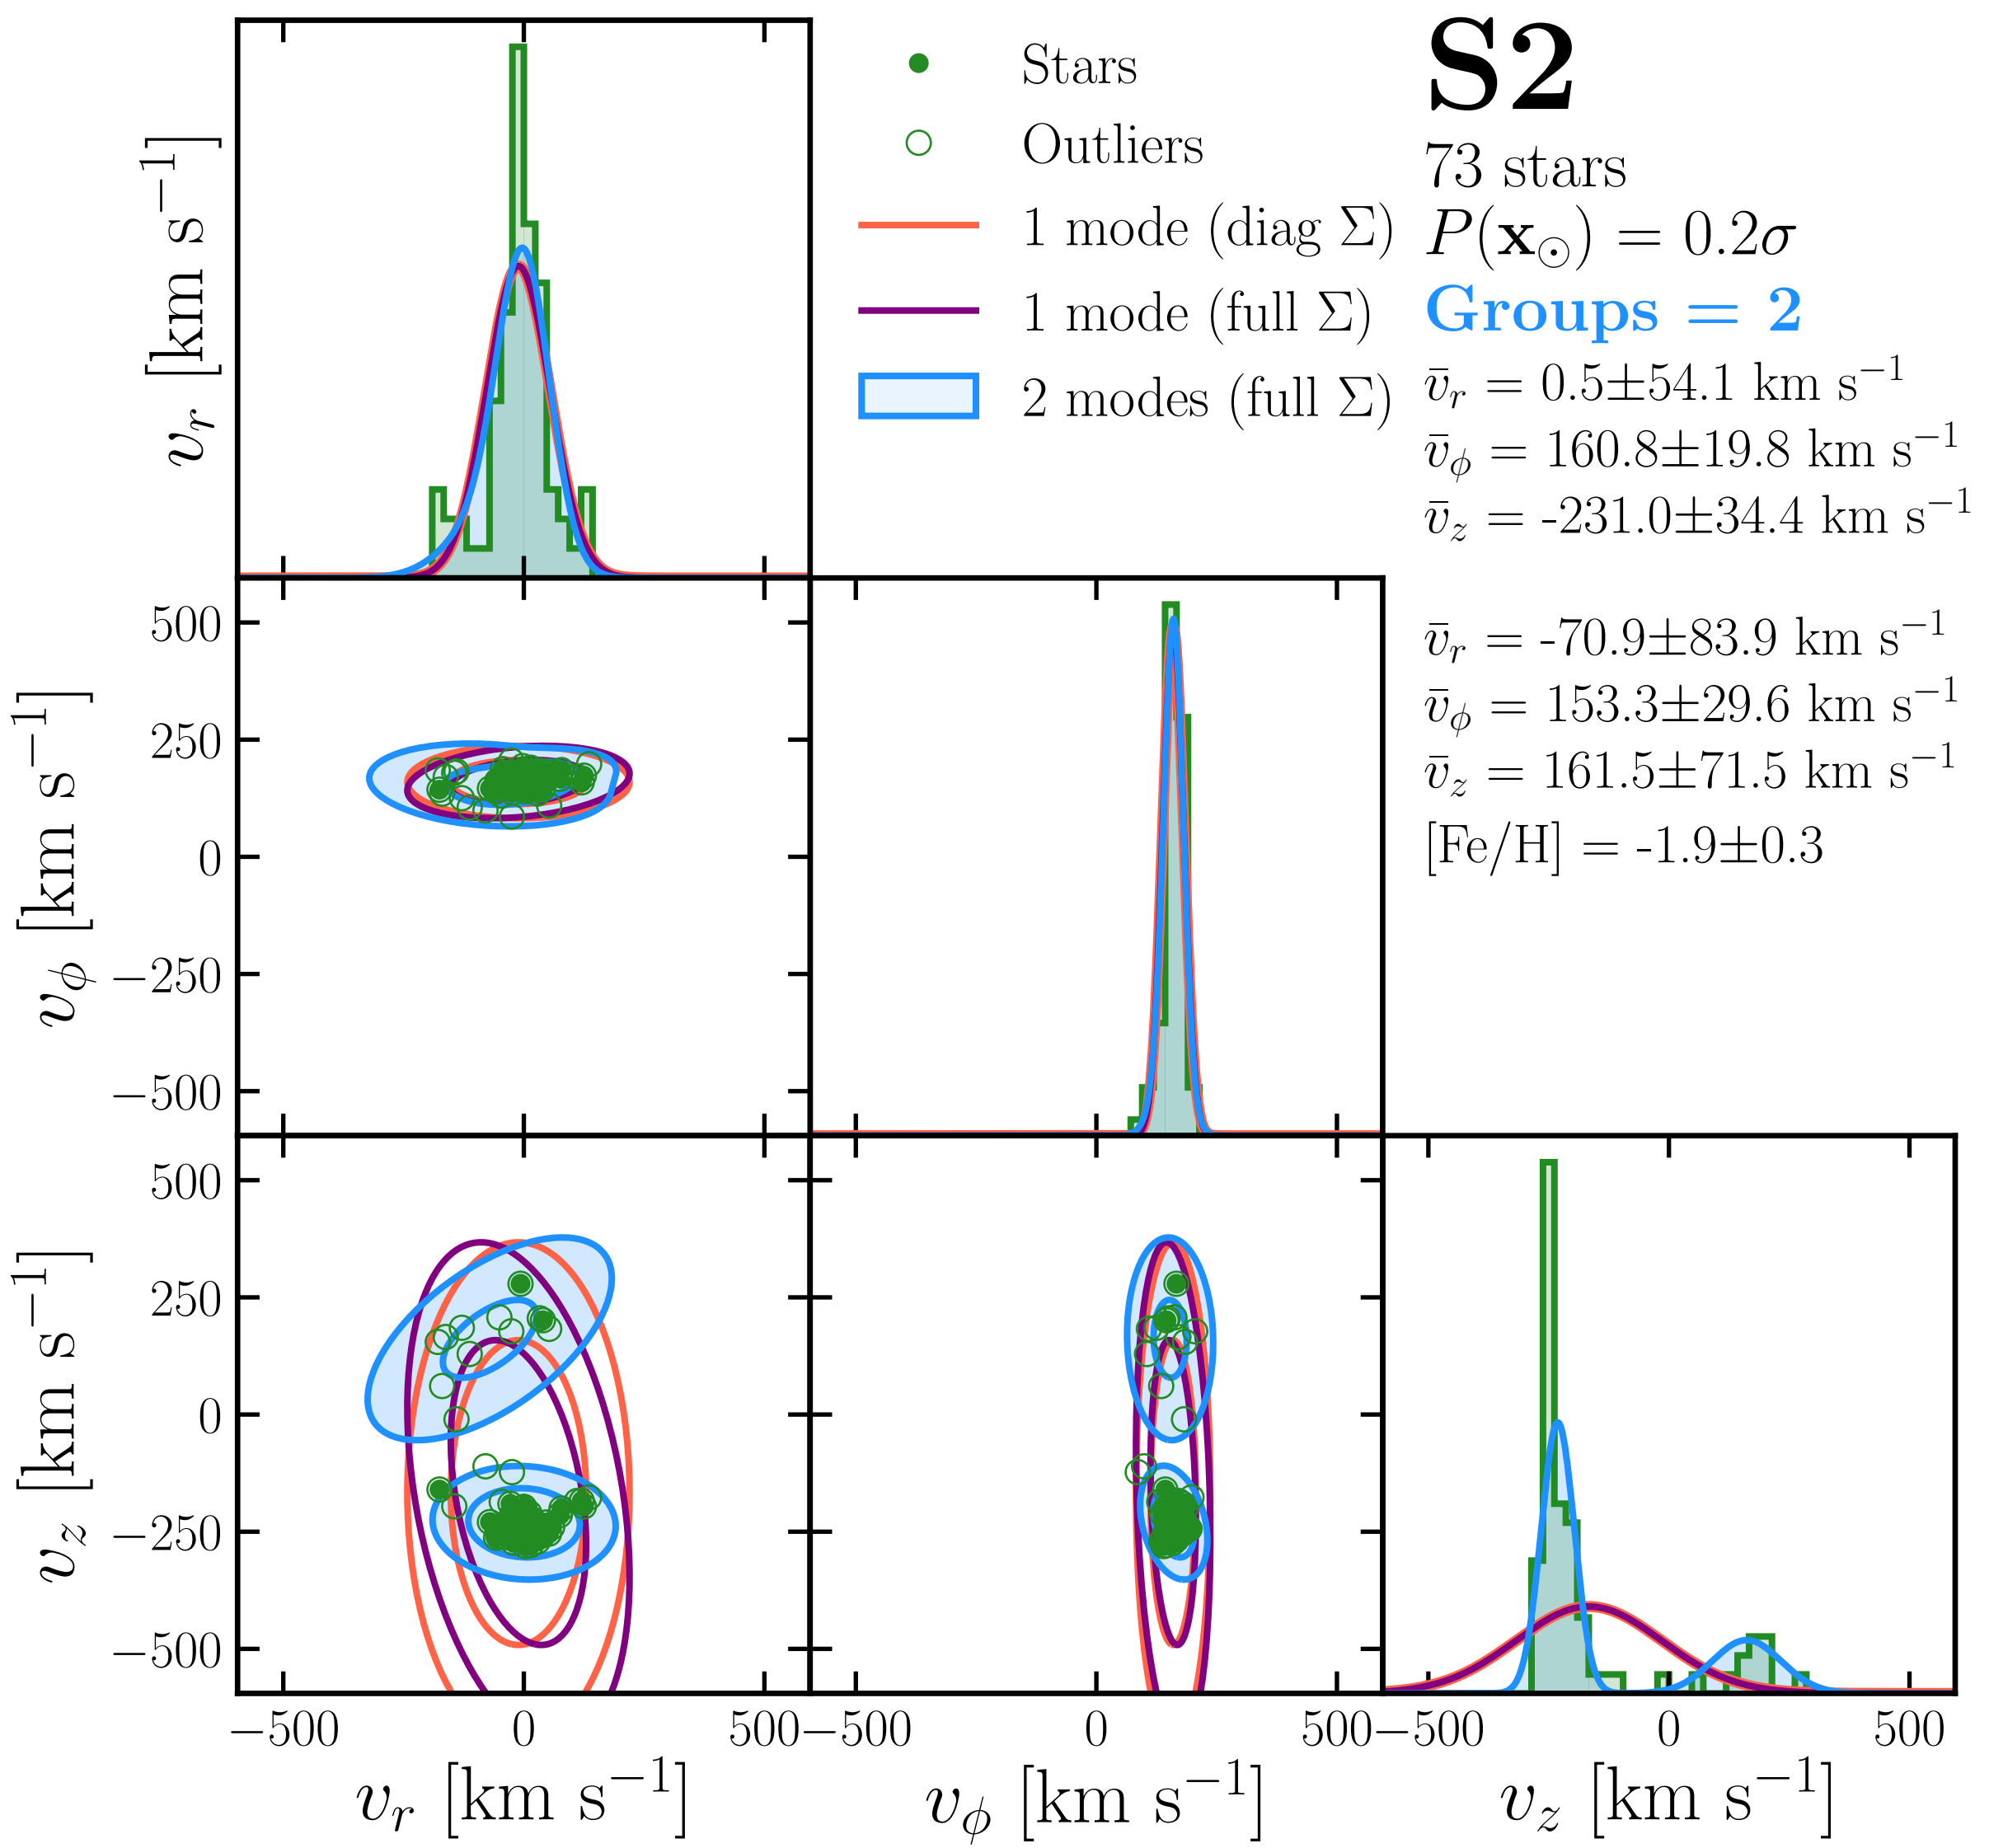 Stars
Outliers
1 mode (diag Σ)
1 mode (full Σ)
2 modes (full Σ)
S2
73 stars
P(x⊙) = 0.2σ
Groups = 2
v̄r = 0.5±54.1 km s⁻¹
v̄ϕ = 160.8±19.8 km s⁻¹
v̄z = -231.0±34.4 km s⁻¹
v̄r = -70.9±83.9 km s⁻¹
v̄ϕ = 153.3±29.6 km s⁻¹
v̄z = 161.5±71.5 km s⁻¹
[Fe/H] = -1.9±0.3
vr [km s⁻¹]
vϕ [km s⁻¹]
500
250
0
−250
−500
vz [km s⁻¹]
500
250
0
−250
−500
−500 0 500
−500 0 500
−500 0 500
vr [km s⁻¹]
vϕ [km s⁻¹]
vz [km s⁻¹]